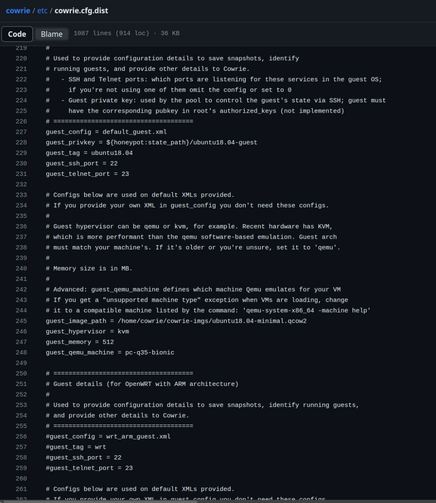 cowrie / etc / cowrie.cfg.dist
Code Blame 1087 lines (914 loc) · 38 KB
219 #
220 # Used to provide configuration details to save snapshots, identify
221 # running guests, and provide other details to Cowrie.
222 #   - SSH and Telnet ports: which ports are listening for these services in the guest OS;
223 #     if you're not using one of them omit the config or set to 0
224 #   - Guest private key: used by the pool to control the guest's state via SSH; guest must
225 #     have the corresponding pubkey in root's authorized_keys (not implemented)
226 # =====================================
227 guest_config = default_guest.xml
228 guest_privkey = ${honeypot:state_path}/ubuntu18.04-guest
229 guest_tag = ubuntu18.04
230 guest_ssh_port = 22
231 guest_telnet_port = 23
232
233 # Configs below are used on default XMLs provided.
234 # If you provide your own XML in guest_config you don't need these configs.
235 #
236 # Guest hypervisor can be qemu or kvm, for example. Recent hardware has KVM,
237 # which is more performant than the qemu software-based emulation. Guest arch
238 # must match your machine's. If it's older or you're unsure, set it to 'qemu'.
239 #
240 # Memory size is in MB.
241 #
242 # Advanced: guest_qemu_machine defines which machine Qemu emulates for your VM
243 # If you get a "unsupported machine type" exception when VMs are loading, change
244 # it to a compatible machine listed by the command: 'qemu-system-x86_64 -machine help'
245 guest_image_path = /home/cowrie/cowrie-imgs/ubuntu18.04-minimal.qcow2
246 guest_hypervisor = kvm
247 guest_memory = 512
248 guest_qemu_machine = pc-q35-bionic
249
250 # =====================================
251 # Guest details (for OpenWRT with ARM architecture)
252 #
253 # Used to provide configuration details to save snapshots, identify running guests,
254 # and provide other details to Cowrie.
255 # =====================================
256 #guest_config = wrt_arm_guest.xml
257 #guest_tag = wrt
258 #guest_ssh_port = 22
259 #guest_telnet_port = 23
260
261 # Configs below are used on default XMLs provided.
262 # If you provide your own XML in guest_config you don't need these configs.